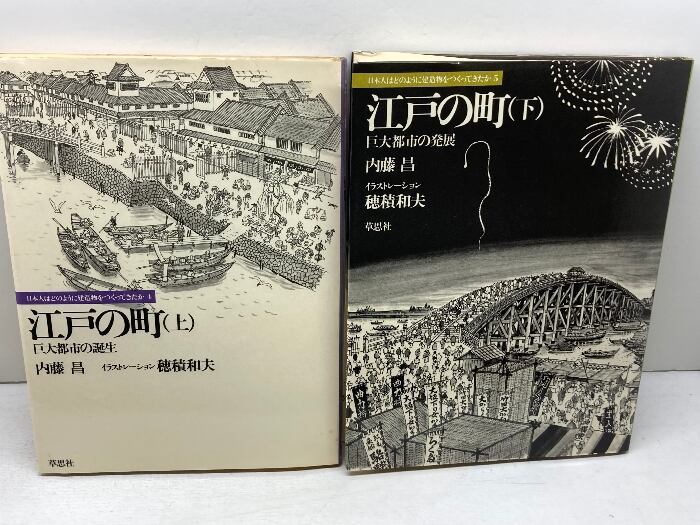 日本人はどのように建造物をつくってきたか 4
江戸の町(上)
巨大都市の誕生
内藤 昌 イラストレーション 穂積和夫
草思社
日本人はどのように建造物をつくってきたか 5
江戸の町(下)
巨大都市の発展
内藤 昌
イラストレーション
穂積和夫
草思社